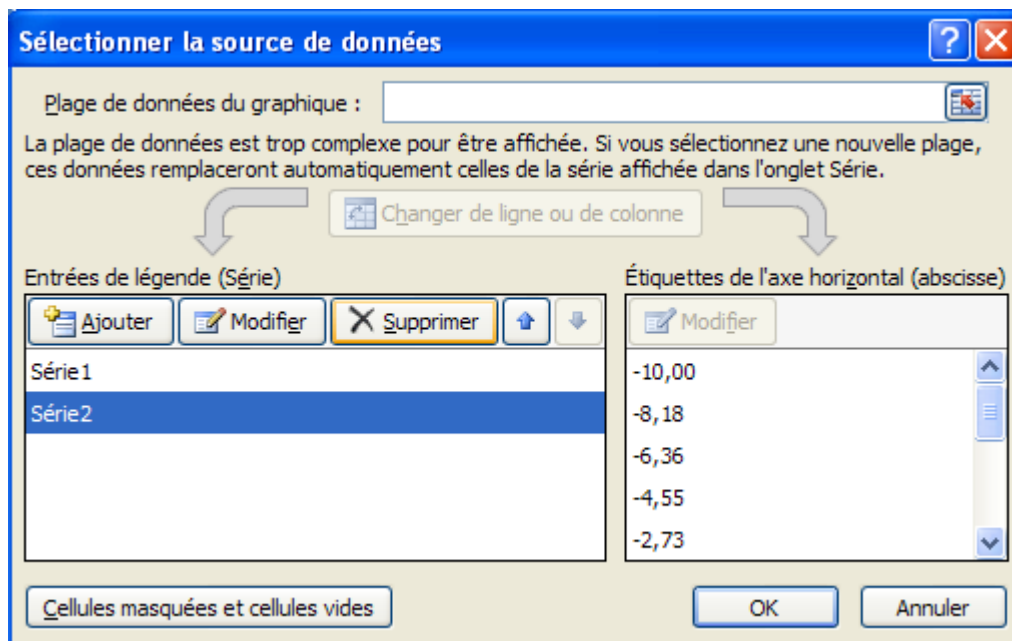 Sélectionner la source de données
Plage de données du graphique :
La plage de données est trop complexe pour être affichée. Si vous sélectionnez une nouvelle plage,
ces données remplaceront automatiquement celles de la série affichée dans l'onglet Série.
Changer de ligne ou de colonne
Entrées de légende (Série)
Ajouter
Modifier
Supprimer
Série1
Série2
Étiquettes de l'axe horizontal (abscisse)
Modifier
-10,00
-8,18
-6,36
-4,55
-2,73
Cellules masquées et cellules vides
OK
Annuler